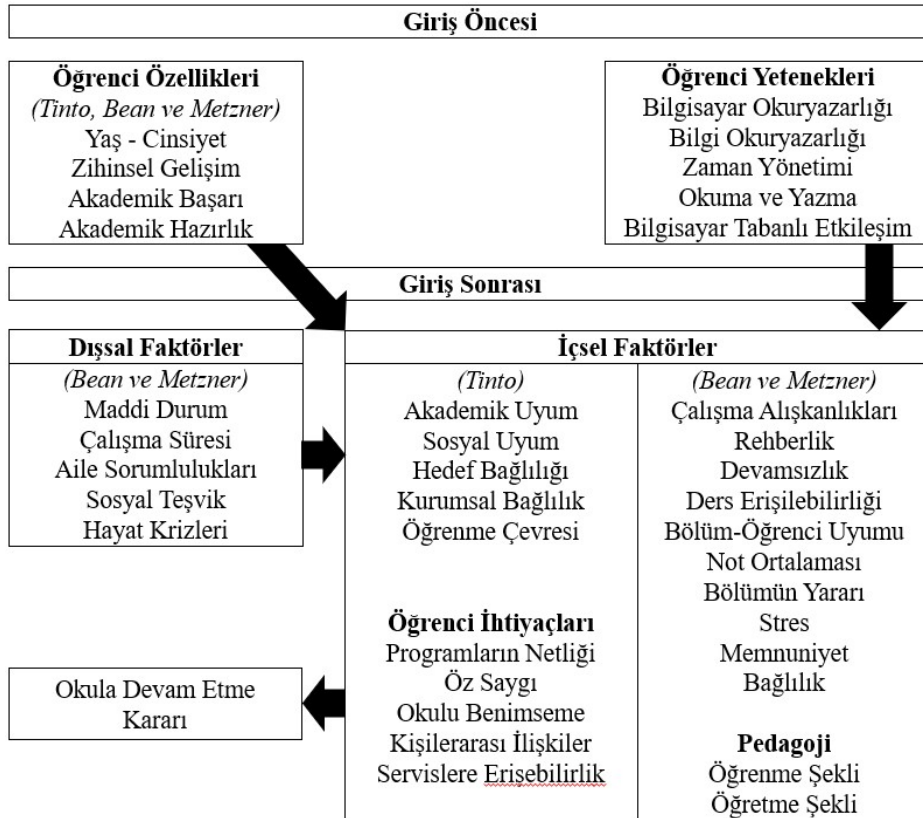 Giriş Öncesi
Öğrenci Özellikleri
(Tinto, Bean ve Metzner)
Yaş - Cinsiyet
Zihinsel Gelişim
Akademik Başarı
Akademik Hazırlık
Öğrenci Yetenekleri
Bilgisayar Okuryazarlığı
Bilgi Okuryazarlığı
Zaman Yönetimi
Okuma ve Yazma
Bilgisayar Tabanlı Etkileşim
Giriş Sonrası
Dışsal Faktörler
(Bean ve Metzner)
Maddi Durum
Çalışma Süresi
Aile Sorumlulukları
Sosyal Teşvik
Hayat Krizleri
İçsel Faktörler
(Tinto)
Akademik Uyum
Sosyal Uyum
Hedef Bağlılığı
Kurumsal Bağlılık
Öğrenme Çevresi
Öğrenci İhtiyaçları
Programların Netliği
Öz Saygı
Okulu Benimseme
Kişilerarası İlişkiler
Servislere Erişebilirlik
(Bean ve Metzner)
Çalışma Alışkanlıkları
Rehberlik
Devamsızlık
Ders Erişilebilirliği
Bölüm-Öğrenci Uyumu
Not Ortalaması
Bölümün Yararı
Stres
Memnuniyet
Bağlılık
Pedagoji
Öğrenme Şekli
Öğretme Şekli
Okula Devam Etme
Kararı